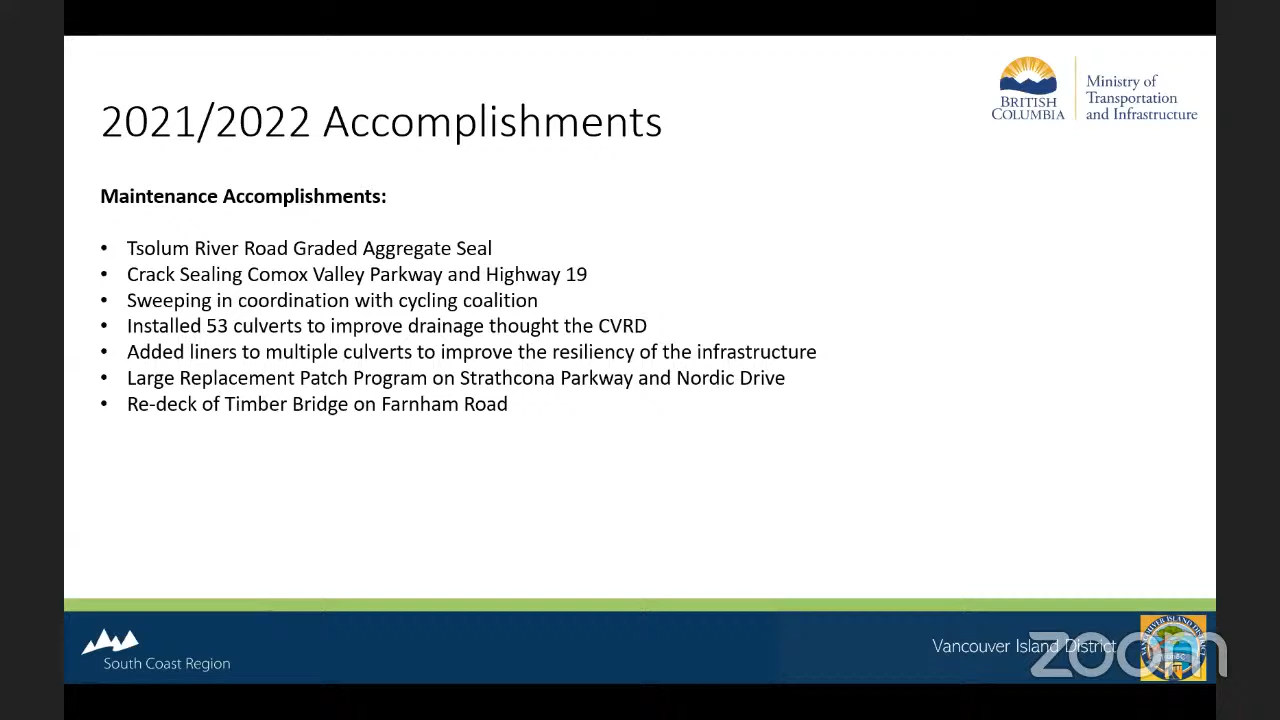 2021/2022 Accomplishments
BRITISH
COLUMBIA
Ministry of
Transportation
and Infrastructure
Maintenance Accomplishments:
• Tsolum River Road Graded Aggregate Seal
• Crack Sealing Comox Valley Parkway and Highway 19
• Sweeping in coordination with cycling coalition
• Installed 53 culverts to improve drainage thought the CVRD
• Added liners to multiple culverts to improve the resiliency of the infrastructure
• Large Replacement Patch Program on Strathcona Parkway and Nordic Drive
• Re-deck of Timber Bridge on Farnham Road
South Coast Region
Vancouver Island District
VANCOUVER ISLAND DISTRICT
zoom